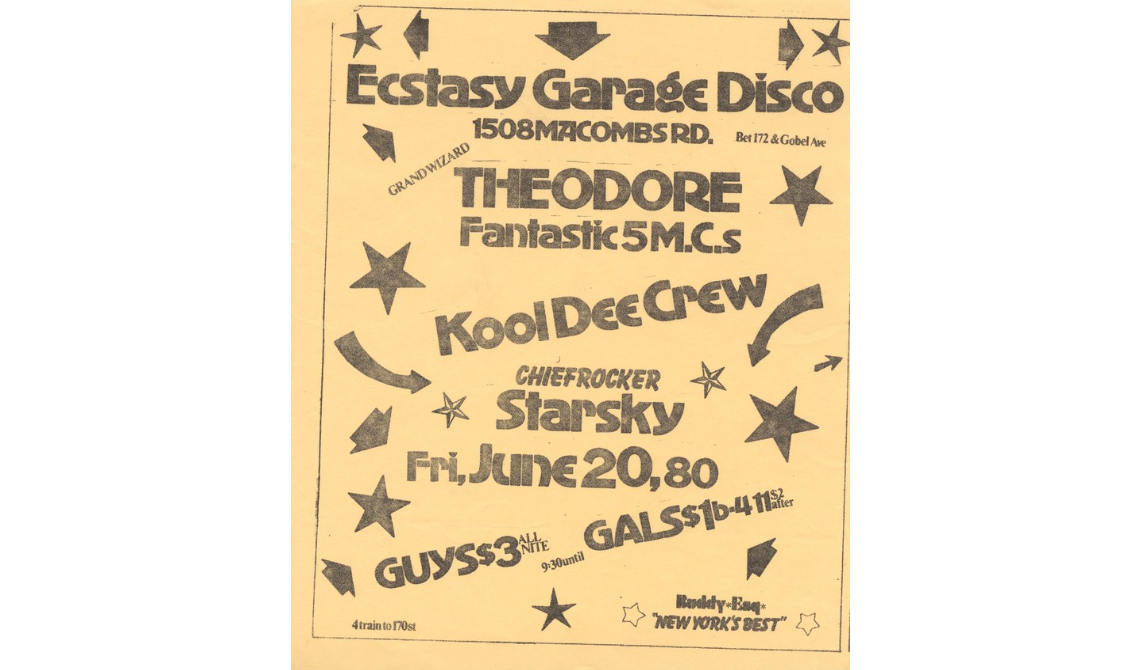 Ecstasy Garage Disco
1508 MACOMBS RD. Bet 172 & Gobel Ave
GRAND WIZARD
THEODORE
Fantastic 5 M.C.s
Kool Dee Crew
CHIEF ROCKER
Starsky
Fri, June 20, 80
GUYS $3 ALL NITE
9:30 until
GALS $1 b-4 11 $2 after
Buddy*Esq*
"NEW YORK'S BEST"
4 train to 170 st